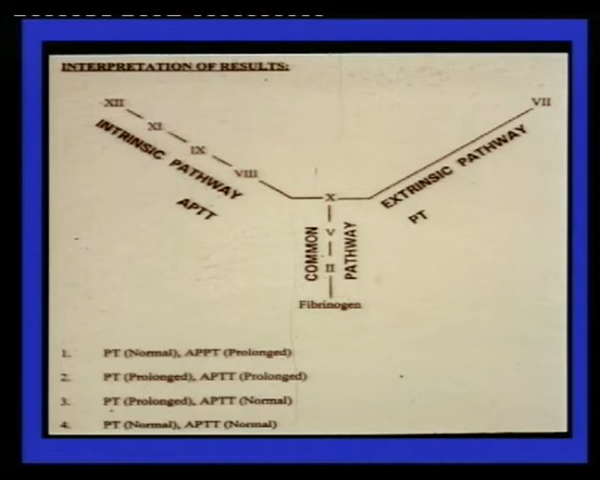 INTERPRETATION OF RESULTS:
XII
VII
XI
IX
VIII
INTRINSIC PATHWAY
EXTRINSIC PATHWAY
APTT
PT
X
V
II
COMMON
PATHWAY
Fibrinogen
1. PT (Normal), APPT (Prolonged)
2. PT (Prolonged), APTT (Prolonged)
3. PT (Prolonged), APTT (Normal)
4. PT (Normal), APTT (Normal)